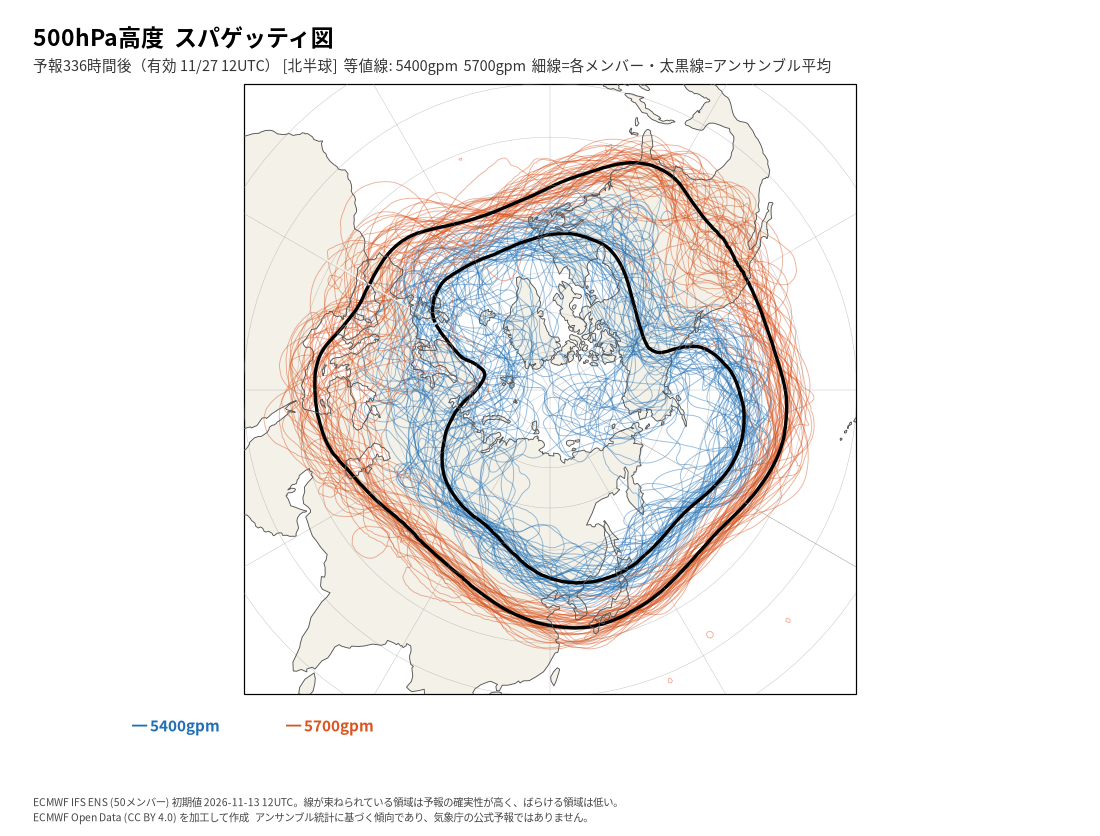 500hPa高度 スパゲッティ図
予報336時間後（有効 11/27 12UTC） [北半球] 等値線: 5400gpm 5700gpm 細線=各メンバー・太黒線=アンサンブル平均
5400gpm 5700gpm
ECMWF IFS ENS (50メンバー) 初期値 2026-11-13 12UTC。線が束ねられている領域は予報の確実性が高く、ばらける領域は低い。
ECMWF Open Data (CC BY 4.0) を加工して作成 アンサンブル統計に基づく傾向であり、気象庁の公式予報ではありません。